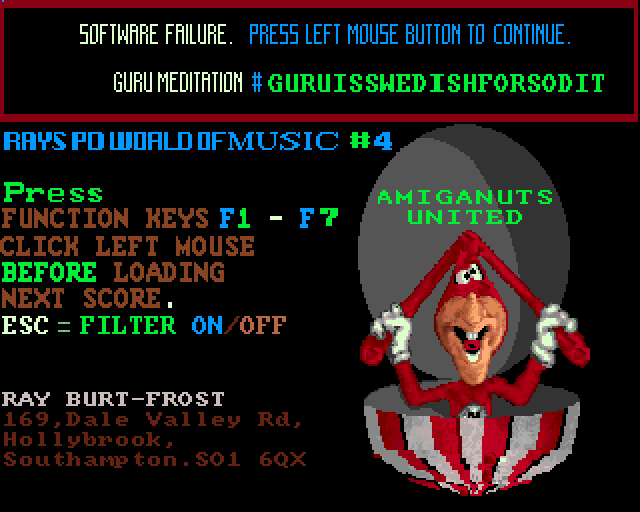 SOFTWARE FAILURE. PRESS LEFT MOUSE BUTTON TO CONTINUE.
GURU MEDITATION #GURUISSWEDISHFORSODIT
RAYS PD WORLD OF MUSIC #4
AMIGANUTS
UNITED
Press
FUNCTION KEYS F1 - F7
CLICK LEFT MOUSE
BEFORE LOADING
NEXT SCORE.
ESC = FILTER ON/OFF
RAY BURT-FROST
169,Dale Valley Rd,
Hollybrook,
Southampton.SO1 6QX